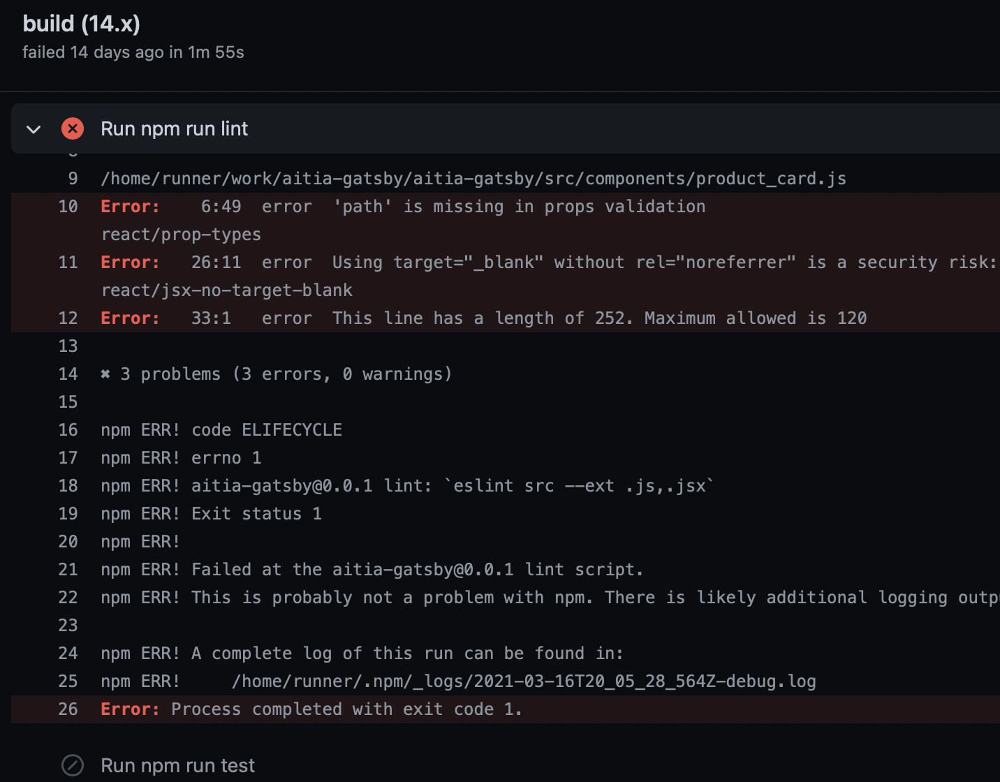 build (14.x)
failed 14 days ago in 1m 55s
Run npm run lint
9 /home/runner/work/aitia-gatsby/aitia-gatsby/src/components/product_card.js
10 Error:    6:49  error  'path' is missing in props validation
react/prop-types
11 Error:   26:11  error  Using target="_blank" without rel="noreferrer" is a security risk:
react/jsx-no-target-blank
12 Error:   33:1   error  This line has a length of 252. Maximum allowed is 120
13
14 ✖ 3 problems (3 errors, 0 warnings)
15
16 npm ERR! code ELIFECYCLE
17 npm ERR! errno 1
18 npm ERR! aitia-gatsby@0.0.1 lint: `eslint src --ext .js,.jsx`
19 npm ERR! Exit status 1
20 npm ERR!
21 npm ERR! Failed at the aitia-gatsby@0.0.1 lint script.
22 npm ERR! This is probably not a problem with npm. There is likely additional logging
23
24 npm ERR! A complete log of this run can be found in:
25 npm ERR!     /home/runner/.npm/_logs/2021-03-16T20_05_28_564Z-debug.log
26 Error: Process completed with exit code 1.
Run npm run test